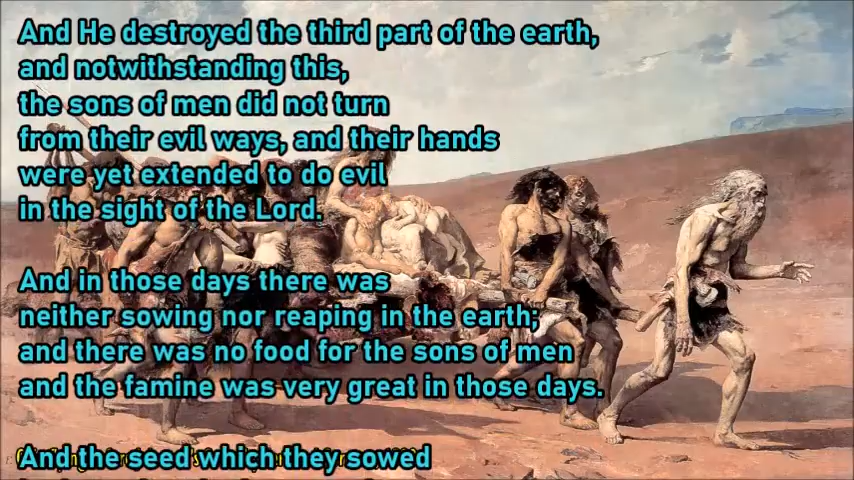 And He destroyed the third part of the earth,
and notwithstanding this,
the sons of men did not turn
from their evil ways, and their hands
were yet extended to do evil
in the sight of the Lord.
And in those days there was
neither sowing nor reaping in the earth;
and there was no food for the sons of men
and the famine was very great in those days.
And the seed which they sowed